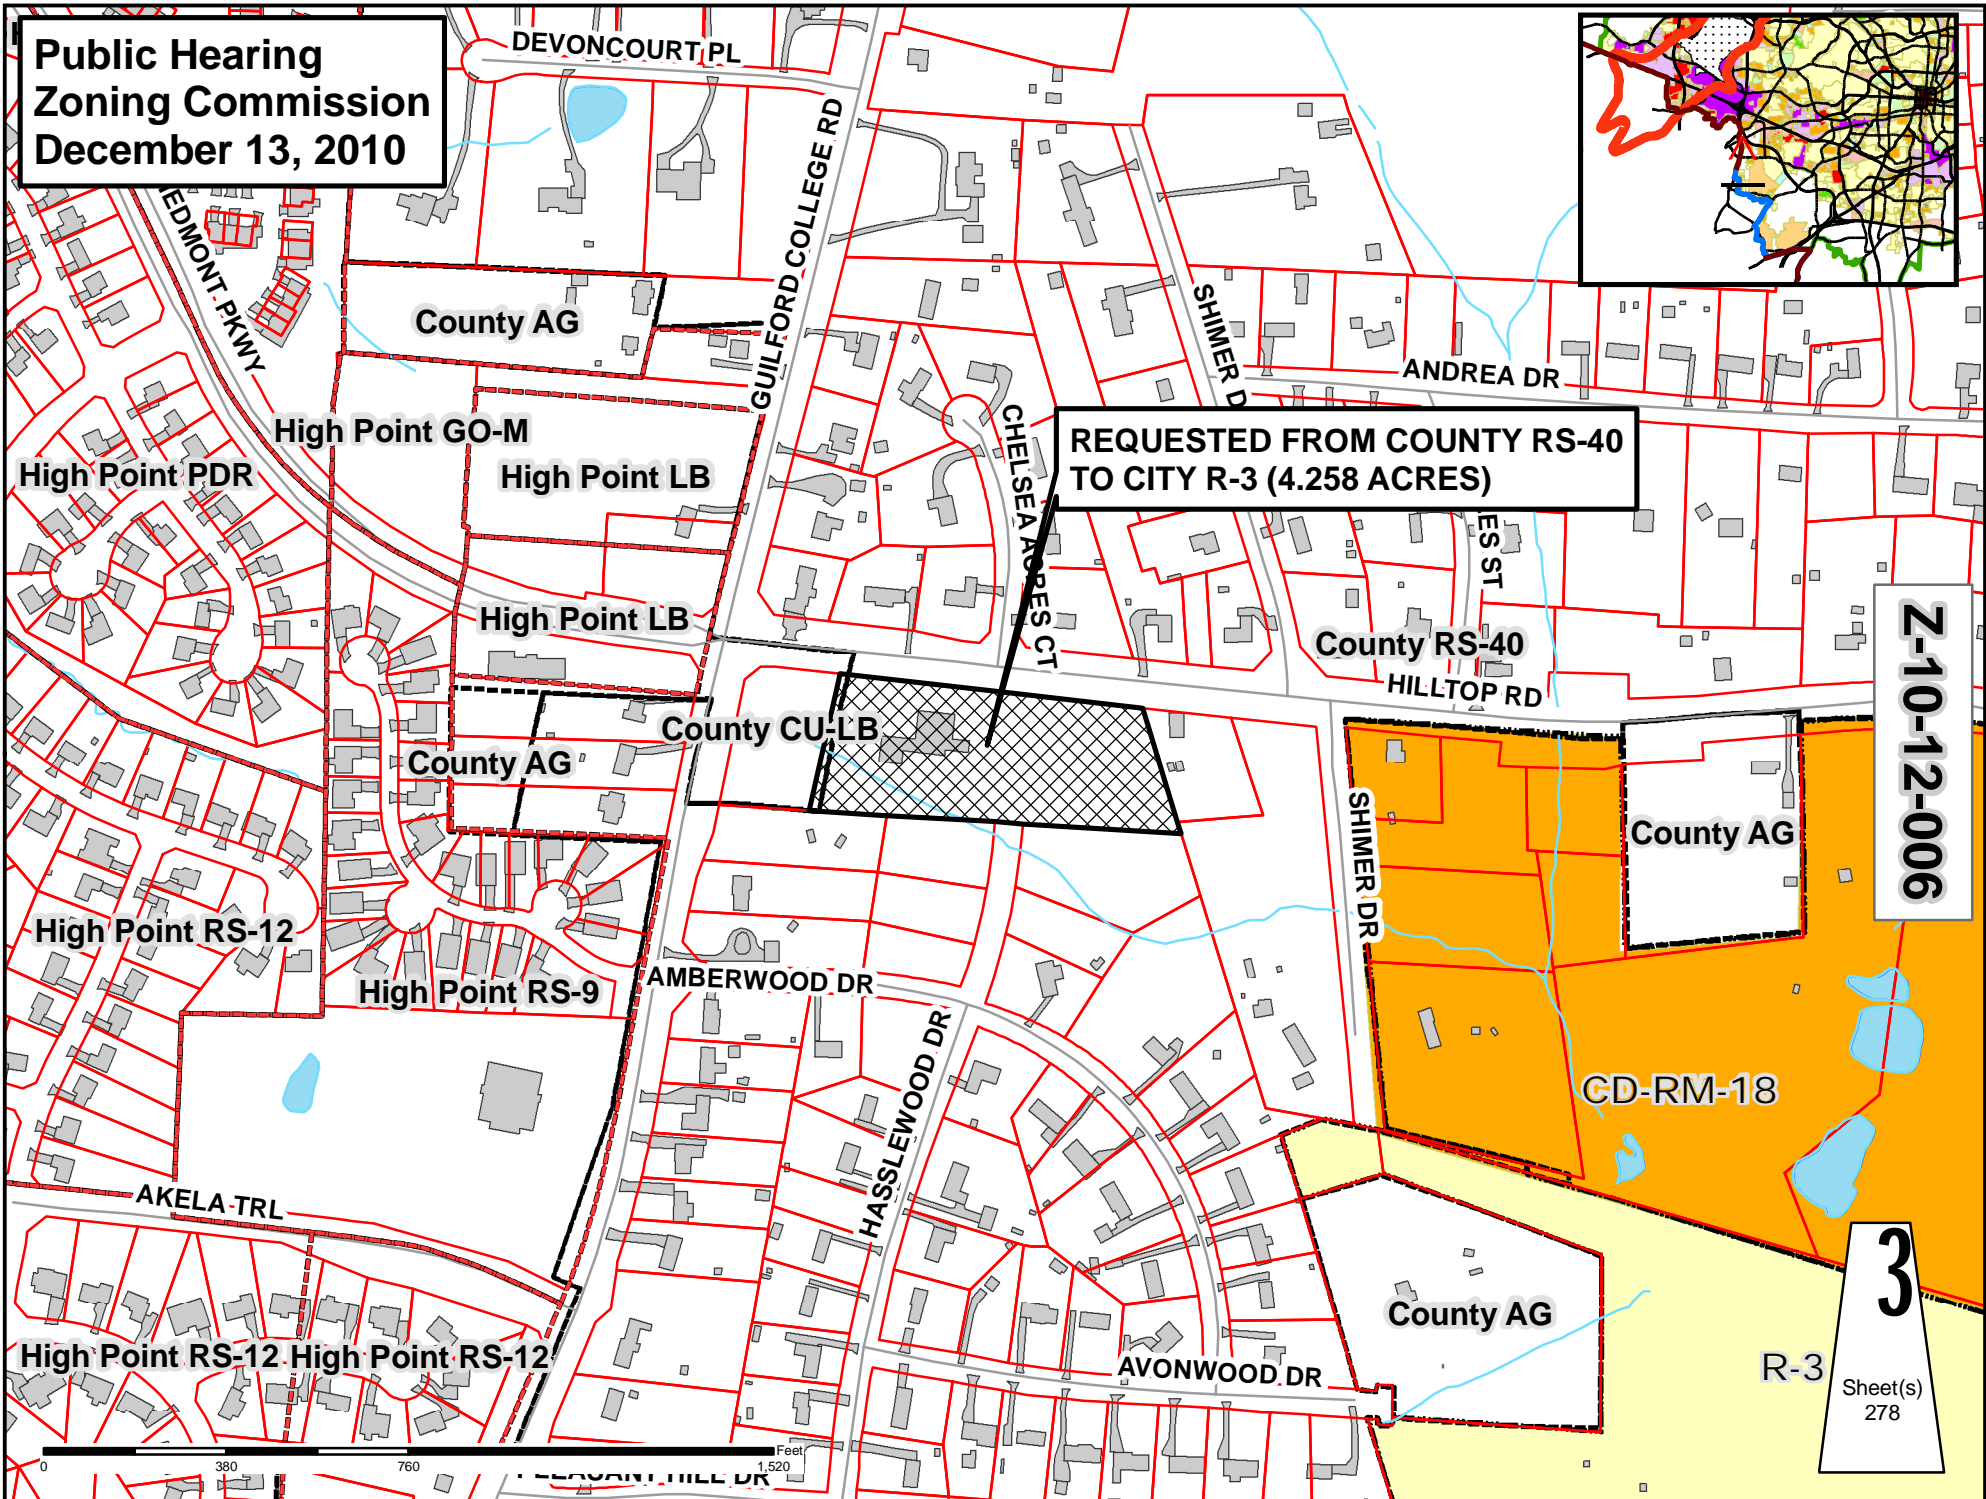 Public Hearing
Zoning Commission
December 13, 2010
DEVONCOURT PL
GUILFORD COLLEGE RD
SHIMER D
ANDREA DR
County AG
High Point GO-M
High Point PDR
High Point LB
CHELSEA ACRES CT
REQUESTED FROM COUNTY RS-40
TO CITY R-3 (4.258 ACRES)
ES ST
High Point LB
County RS-40
HILLTOP RD
Z-10-12-006
County CU-LB
County AG
County AG
SHIMER DR
High Point RS-12
High Point RS-9
AMBERWOOD DR
HASSLEWOOD DR
CD-RM-18
AKELA TRL
County AG
High Point RS-12
High Point RS-12
AVONWOOD DR
R-3
3
Sheet(s)
278
Feet
0
380
760
1,520